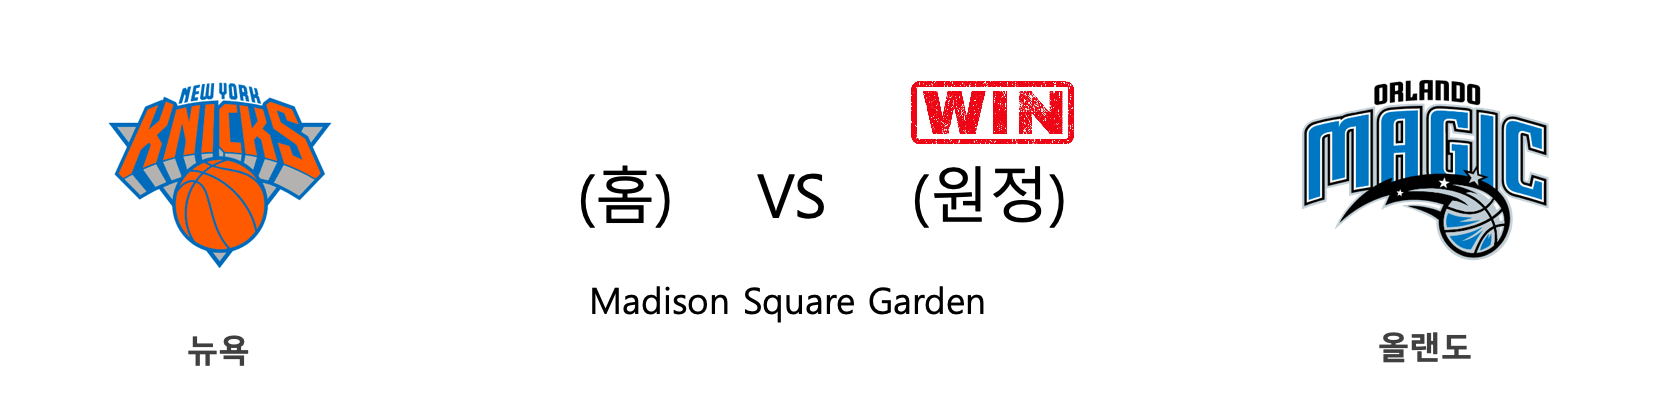 NEW YORK
KNICKS
뉴욕
WIN
(홈) VS (원정)
Madison Square Garden
ORLANDO
MAGIC
올랜도